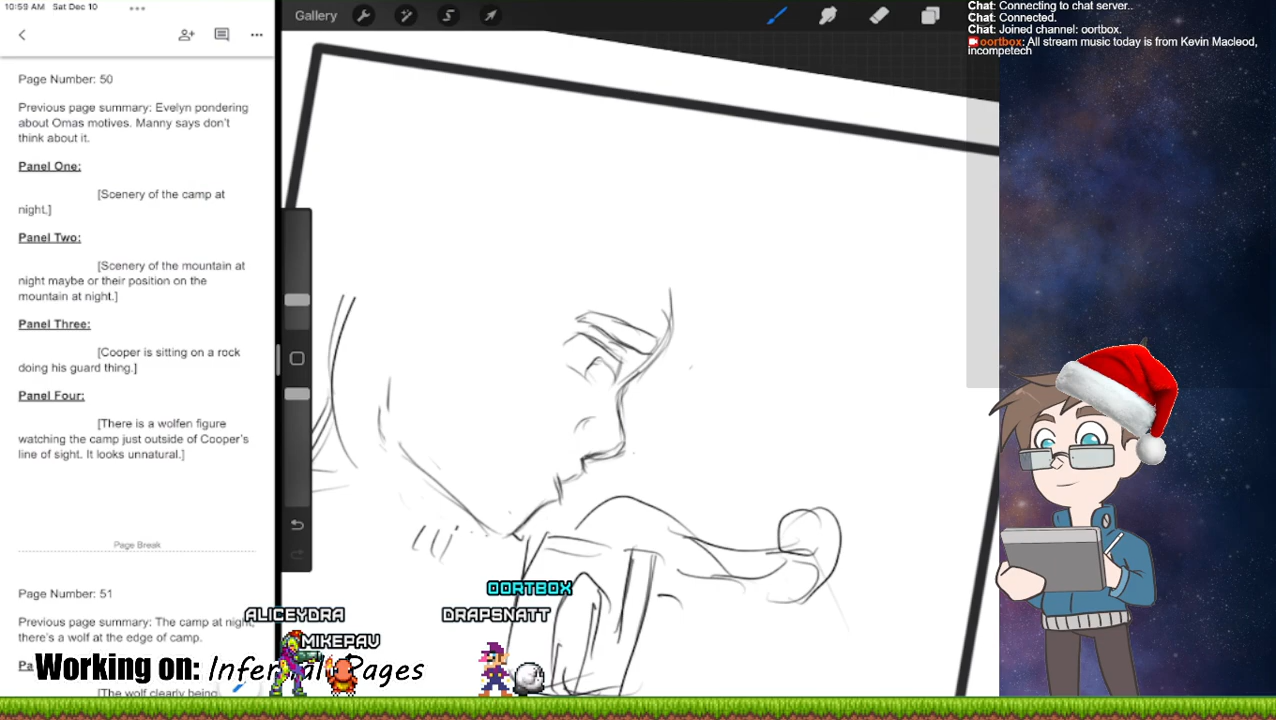 10:59 AM Sat Dec 10
Page Number: 50
Previous page summary: Evelyn pondering
about Omas motives. Manny says don't
think about it.
Panel One:
[Scenery of the camp at
night.]
Panel Two:
[Scenery of the mountain at
night maybe or their position on the
mountain at night.]
Panel Three:
[Cooper is sitting on a rock
doing his guard thing.]
Panel Four:
[There is a wolfen figure
watching the camp just outside of Cooper's
line of sight. It looks unnatural.]
Page Break
Page Number: 51
Previous page summary: The camp at night,
there's a wolf at the edge of camp.
Pa
[The wolf clearly being
Gallery
Chat: Connecting to chat server..
Chat: Connected.
Chat: Joined channel: oortbox.
oortbox: All stream music today is from Kevin Macleod,
incompetech
OORTBOX
ALICEYDRA
DRAPSNATT
MIKEPAV
Working on: Infernal Pages